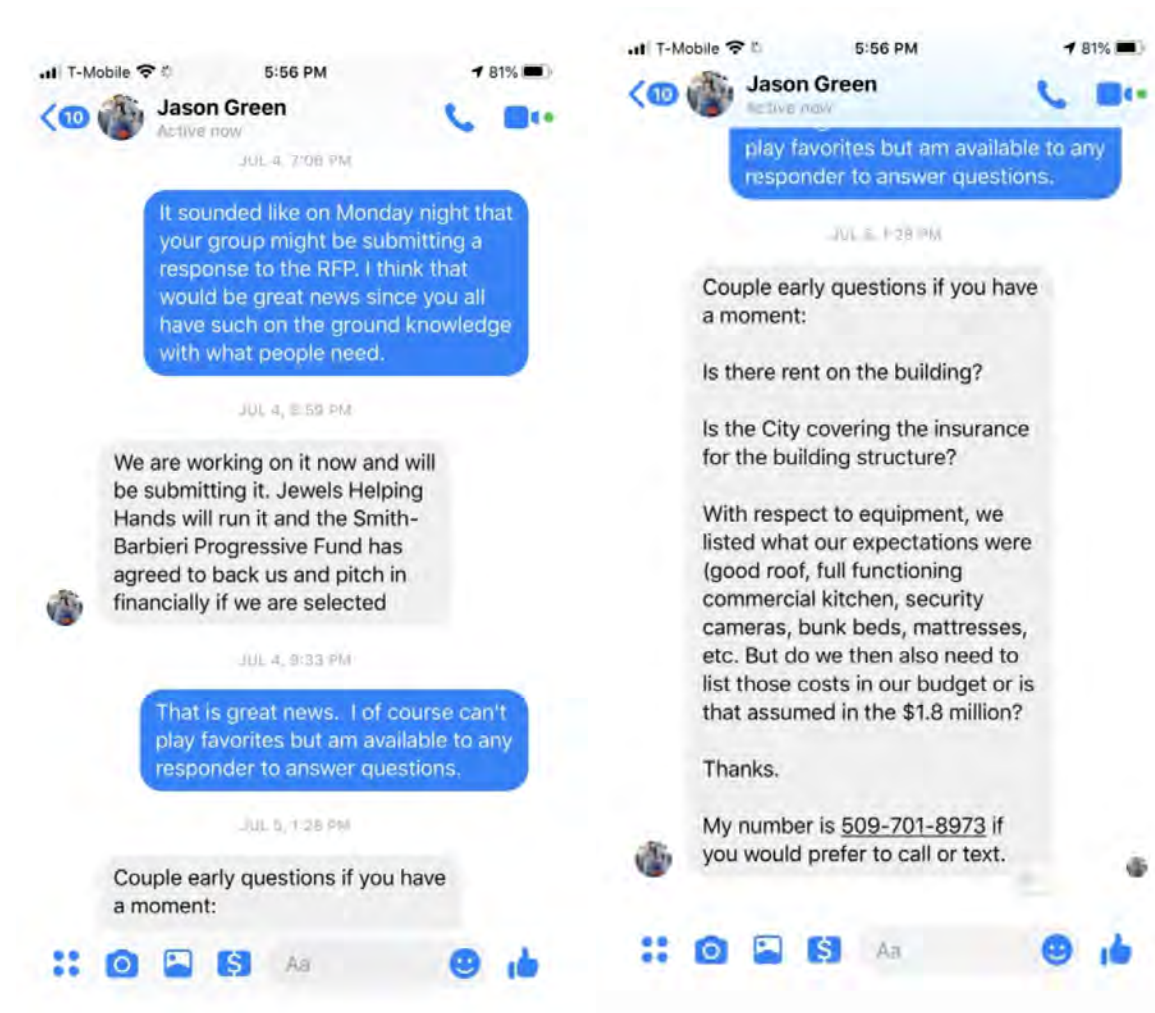 T-Mobile
5:56 PM
81%
10
Jason Green
Active now
JUL 4, 7:08 PM
It sounded like on Monday night that
your group might be submitting a
response to the RFP. I think that
would be great news since you all
have such on the ground knowledge
with what people need.
JUL 4, 8:59 PM
We are working on it now and will
be submitting it. Jewels Helping
Hands will run it and the Smith-
Barbieri Progressive Fund has
agreed to back us and pitch in
financially if we are selected
JUL 4, 9:33 PM
That is great news.  I of course can't
play favorites but am available to any
responder to answer questions.
JUL 5, 1:28 PM
Couple early questions if you have
a moment:
Aa
T-Mobile
5:56 PM
81%
10
Jason Green
Active now
play favorites but am available to any
responder to answer questions.
JUL 5, 1:28 PM
Couple early questions if you have
a moment:
Is there rent on the building?
Is the City covering the insurance
for the building structure?
With respect to equipment, we
listed what our expectations were
(good roof, full functioning
commercial kitchen, security
cameras, bunk beds, mattresses,
etc. But do we then also need to
list those costs in our budget or is
that assumed in the $1.8 million?
Thanks.
My number is 509-701-8973 if
you would prefer to call or text.
Aa